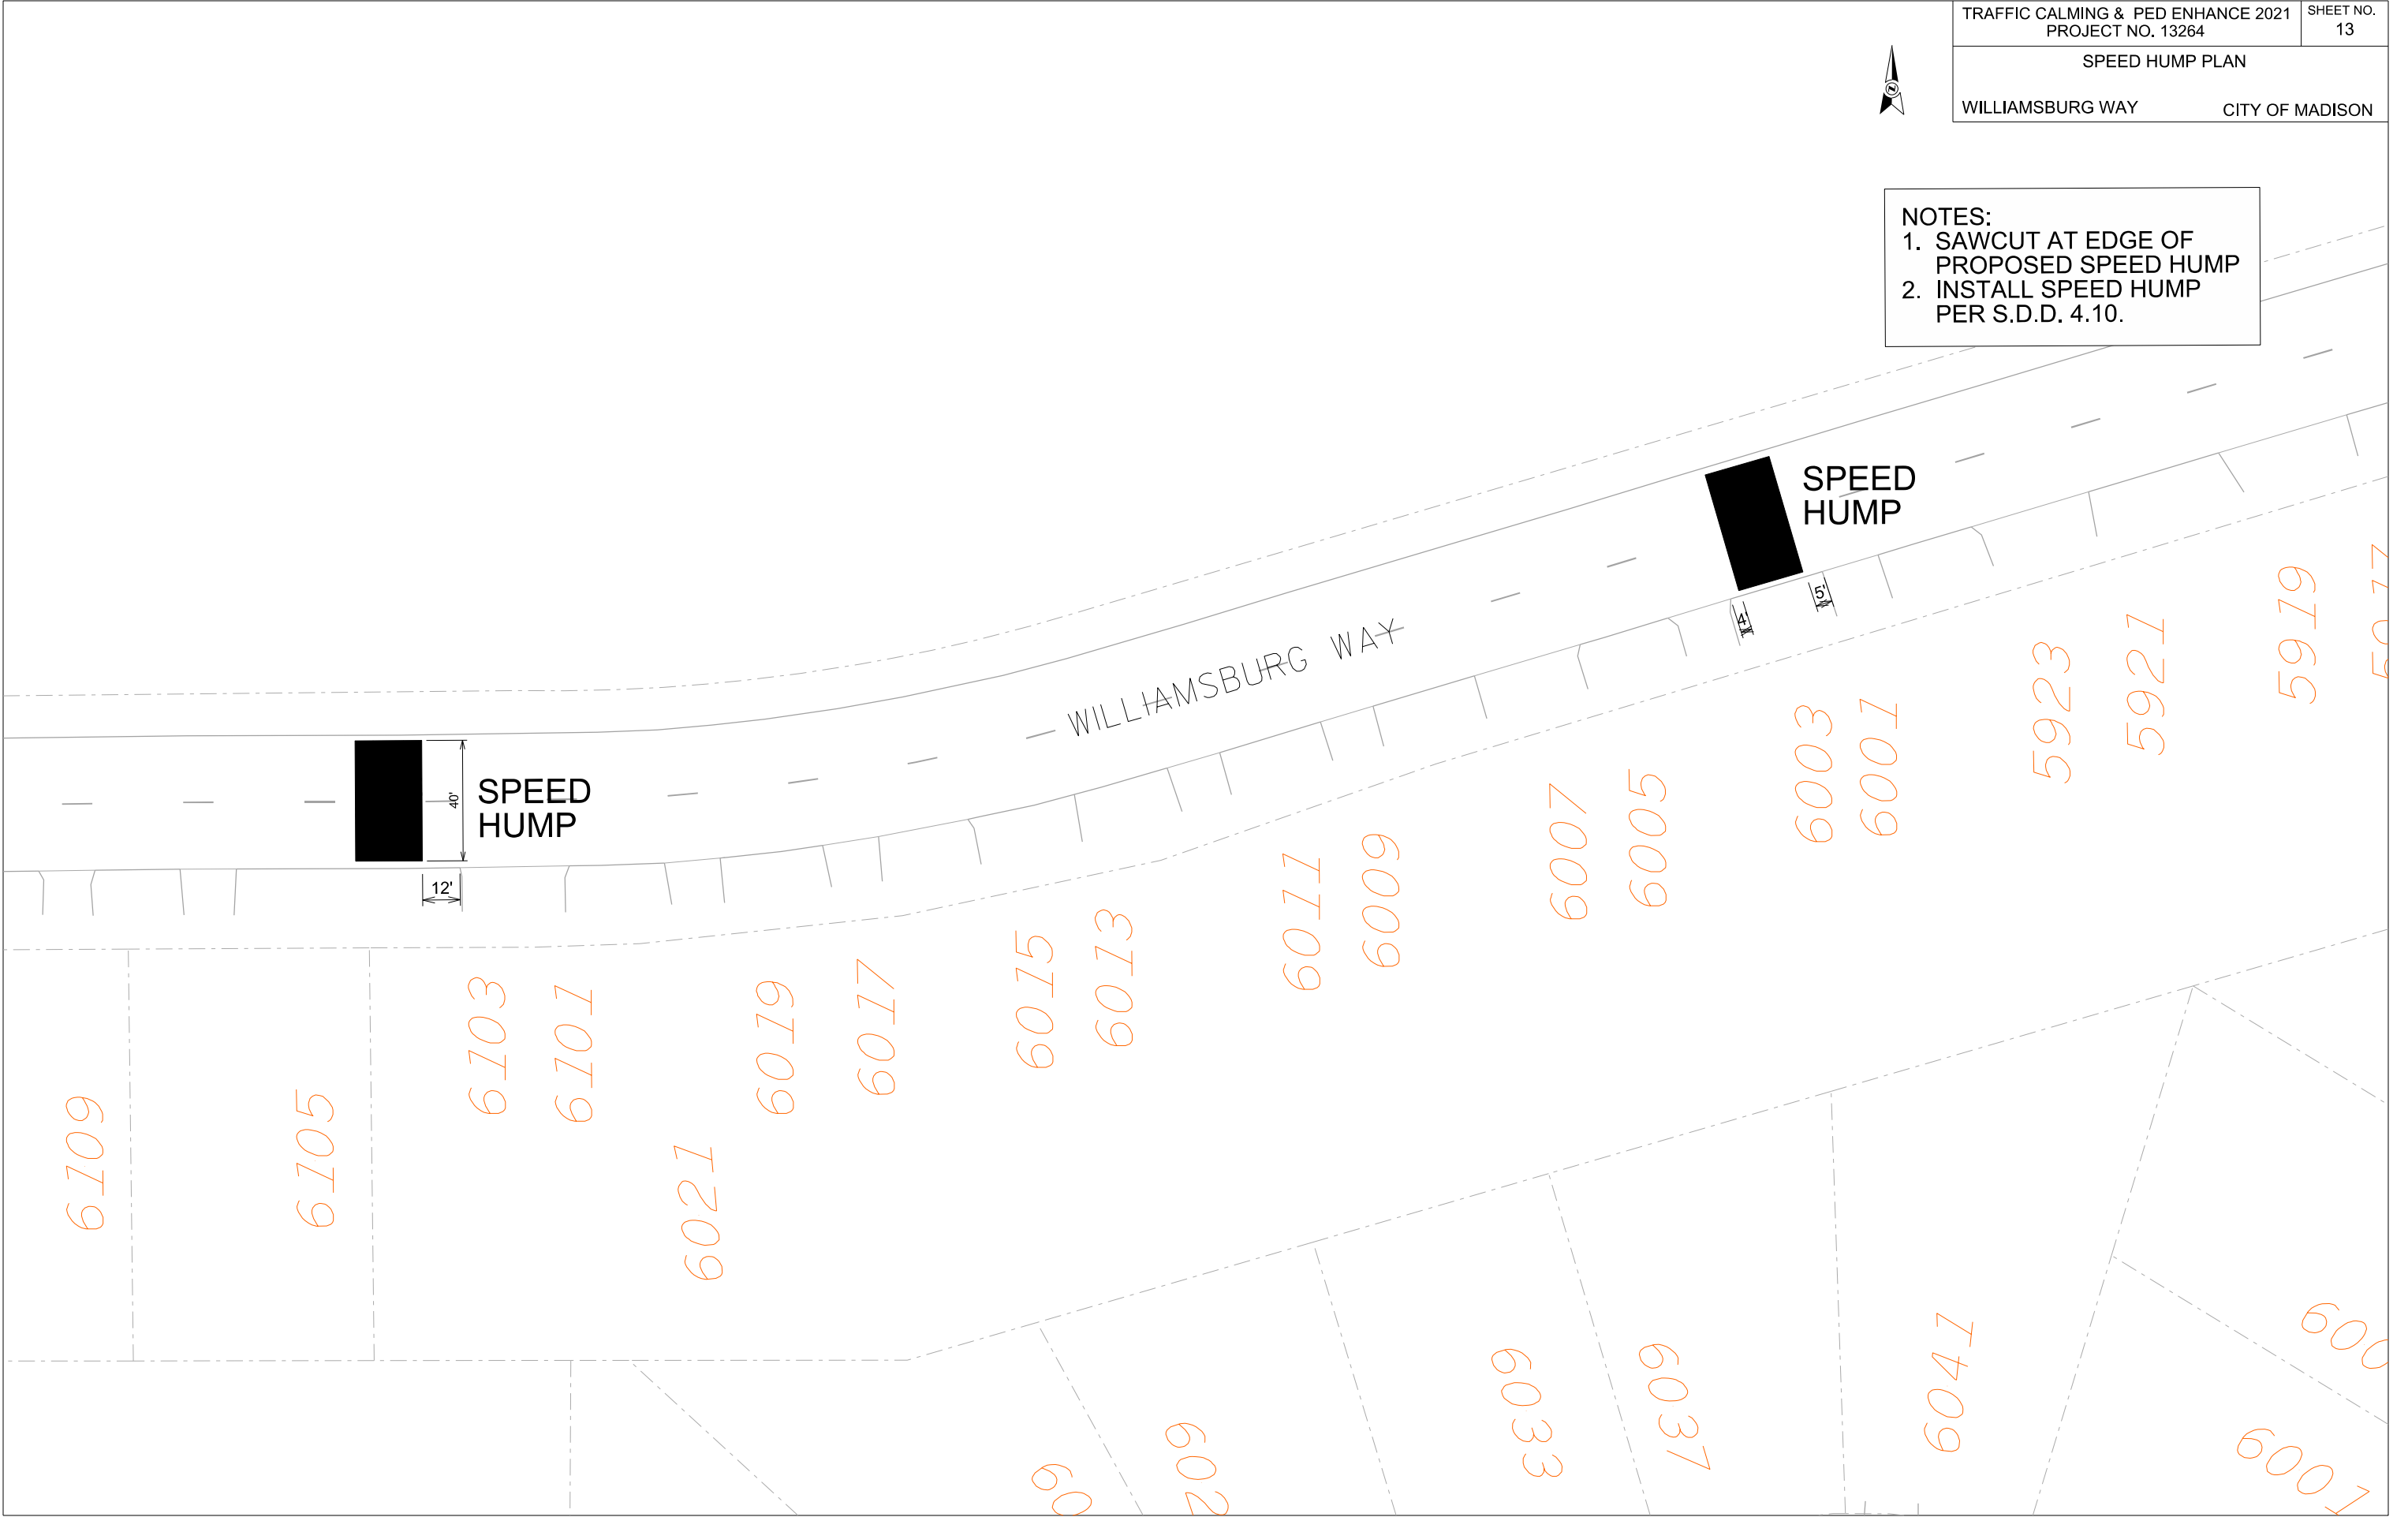 TRAFFIC CALMING & PED ENHANCE 2021
PROJECT NO. 13264
SHEET NO.
13
SPEED HUMP PLAN
WILLIAMSBURG WAY
CITY OF MADISON
NOTES:
1. SAWCUT AT EDGE OF
PROPOSED SPEED HUMP
2. INSTALL SPEED HUMP
PER S.D.D. 4.10.
SPEED
HUMP
5'
4'
WILLIAMSBURG WAY
SPEED
HUMP
40'
12'
6109
6105
6103
6101
6021
6019
6017
6015
6013
6011
6009
6007
6005
6003
6001
5923
5921
5919
6033
6037
6041
6001